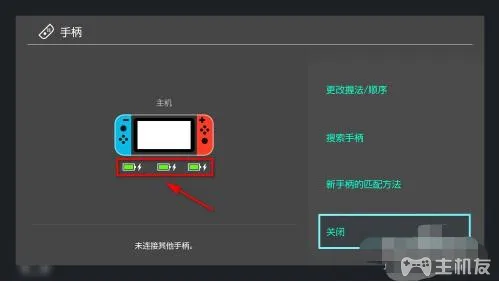 手柄
主机
更改握法/顺序
搜索手柄
新手柄的匹配方法
关闭
未连接其他手柄。
主机友